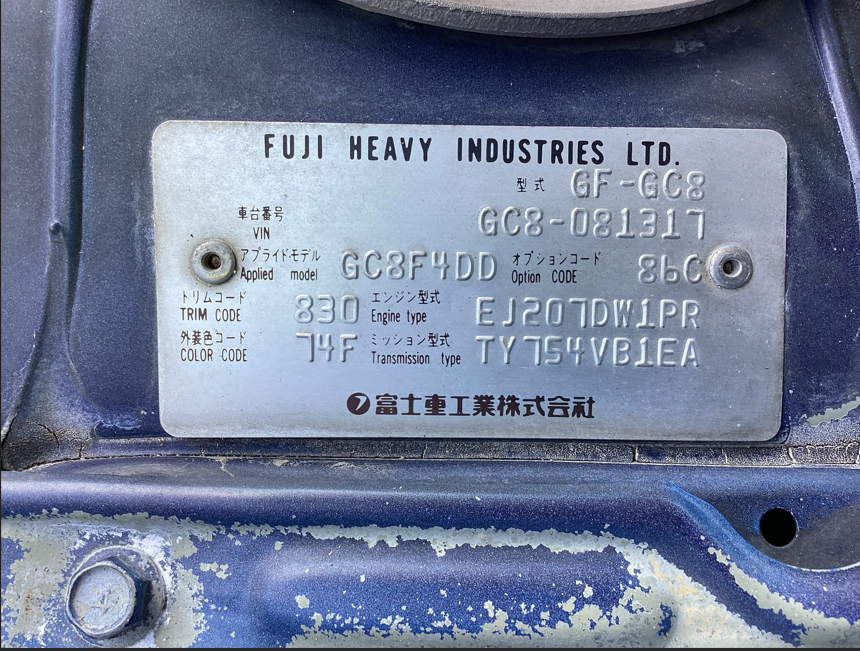 FUJI HEAVY INDUSTRIES LTD.
型式 GF-GC8
車台番号 VIN GC8-081317
アプライドモデル Applied model GC8F4DD オプションコード Option CODE 86C
トリムコード TRIM CODE 830 エンジン型式 Engine type EJ207DW1PR
外装色コード COLOR CODE 74F ミッション型式 Transmission type TY754VB1EA
富士重工業株式会社